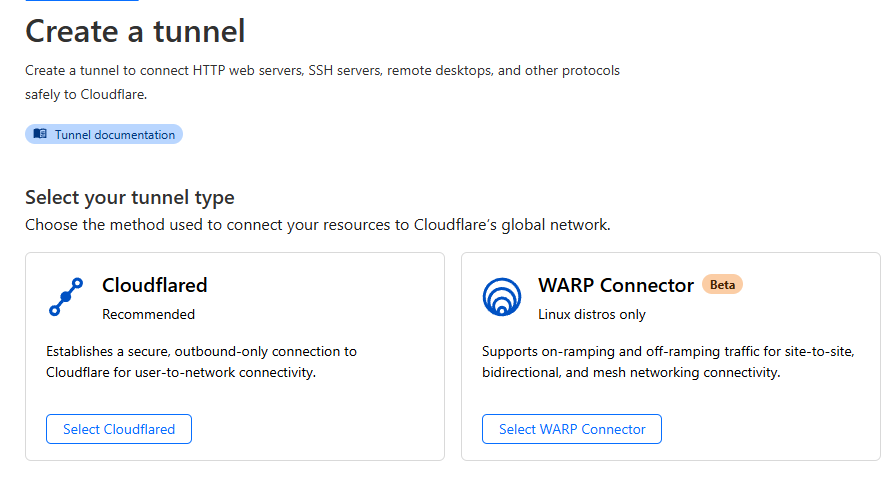 Create a tunnel
Create a tunnel to connect HTTP web servers, SSH servers, remote desktops, and other protocols
safely to Cloudflare.
Tunnel documentation
Select your tunnel type
Choose the method used to connect your resources to Cloudflare's global network.
Cloudflared
Recommended
Establishes a secure, outbound-only connection to
Cloudflare for user-to-network connectivity.
Select Cloudflared
WARP Connector Beta
Linux distros only
Supports on-ramping and off-ramping traffic for site-to-site,
bidirectional, and mesh networking connectivity.
Select WARP Connector